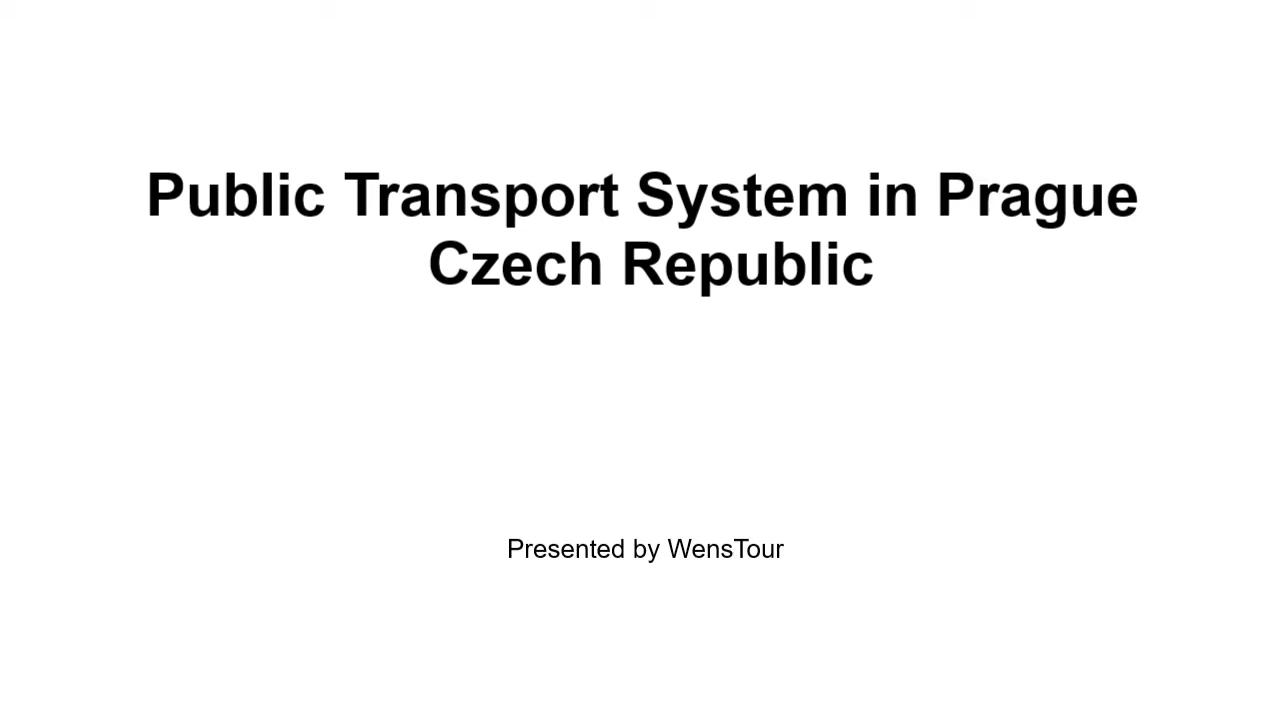 Public Transport System in Prague
Czech Republic
Presented by WensTour